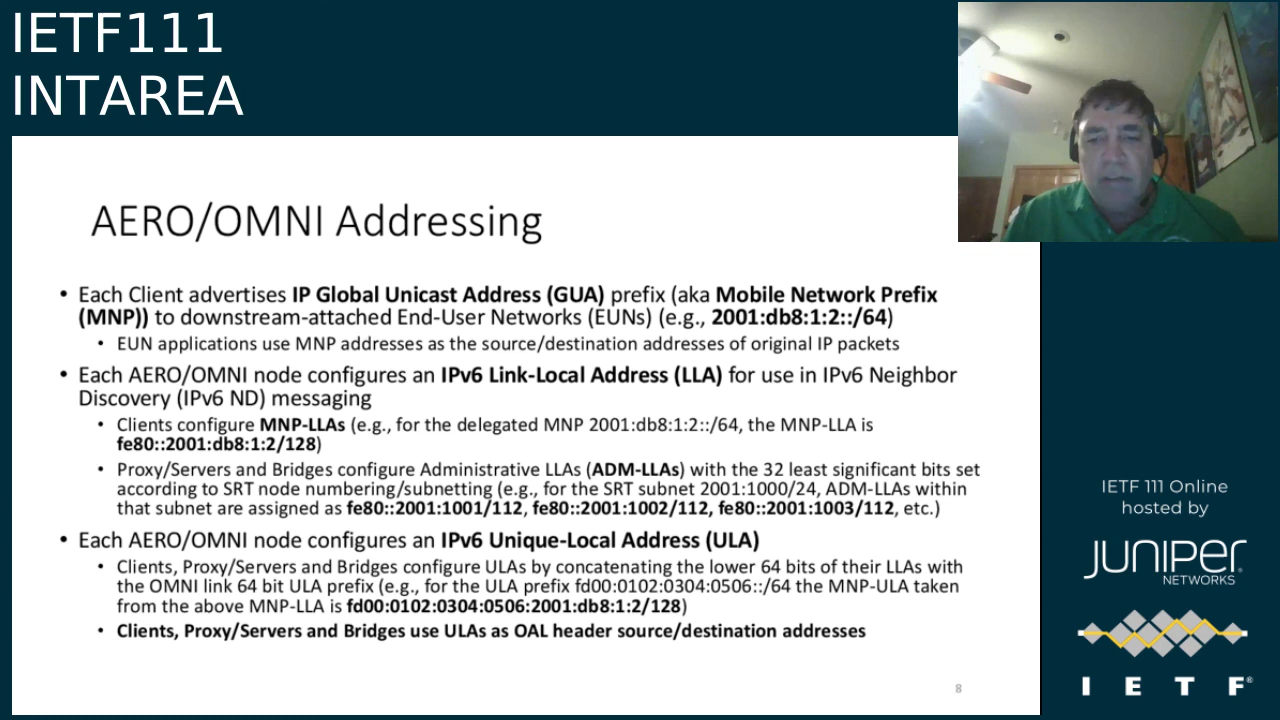 IETF111
INTAREA
AERO/OMNI Addressing
• Each Client advertises IP Global Unicast Address (GUA) prefix (aka Mobile Network Prefix
(MNP)) to downstream-attached End-User Networks (EUNs) (e.g., 2001:db8:1:2::/64)
• EUN applications use MNP addresses as the source/destination addresses of original IP packets
• Each AERO/OMNI node configures an IPv6 Link-Local Address (LLA) for use in IPv6 Neighbor
Discovery (IPv6 ND) messaging
• Clients configure MNP-LLAs (e.g., for the delegated MNP 2001:db8:1:2::/64, the MNP-LLA is
fe80::2001:db8:1:2/128)
• Proxy/Servers and Bridges configure Administrative LLAs (ADM-LLAs) with the 32 least significant bits set
according to SRT node numbering/subnetting (e.g., for the SRT subnet 2001:1000/24, ADM-LLAs within
that subnet are assigned as fe80::2001:1001/112, fe80::2001:1002/112, fe80::2001:1003/112, etc.)
• Each AERO/OMNI node configures an IPv6 Unique-Local Address (ULA)
• Clients, Proxy/Servers and Bridges configure ULAs by concatenating the lower 64 bits of their LLAs with
the OMNI link 64 bit ULA prefix (e.g., for the ULA prefix fd00:0102:0304:0506::/64 the MNP-ULA taken
from the above MNP-LLA is fd00:0102:0304:0506:2001:db8:1:2/128)
• Clients, Proxy/Servers and Bridges use ULAs as OAL header source/destination addresses
8
IETF 111 Online
hosted by
JUNIPER
NETWORKS
I E T F®